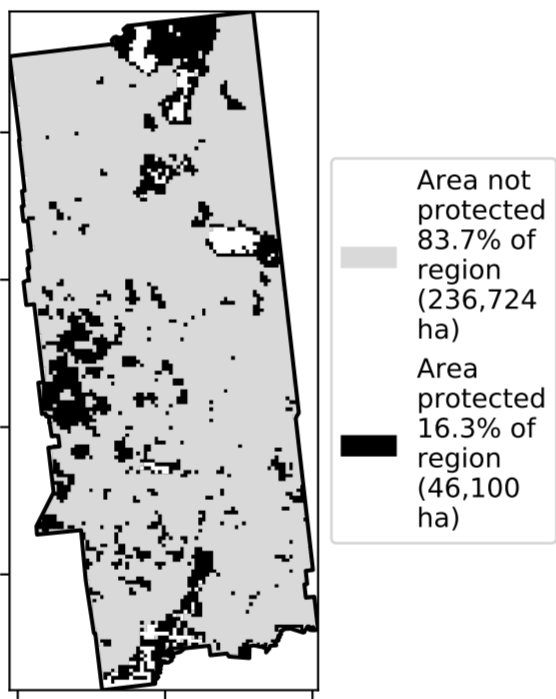 Area not
protected
83.7% of
region
(236,724
ha)
Area
protected
16.3% of
region
(46,100
ha)